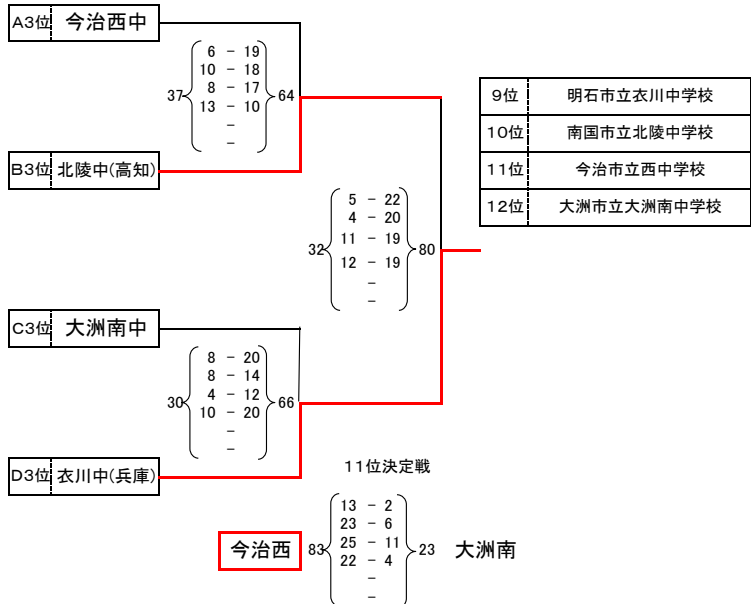 A3位 今治西中
6 - 19
10 - 18
37 8 - 17 64
13 - 10
-
-
B3位 北陵中(高知)
9位 明石市立衣川中学校
10位 南国市立北陵中学校
11位 今治市立西中学校
12位 大洲市立大洲南中学校
5 - 22
4 - 20
11 - 19
32 80
12 - 19
-
-
C3位 大洲南中
8 - 20
8 - 14
4 - 12
30 66
10 - 20
-
-
D3位 衣川中(兵庫)
11位決定戦
13 - 2
23 - 6
25 - 11
今治西 83 23 大洲南
22 - 4
-
-